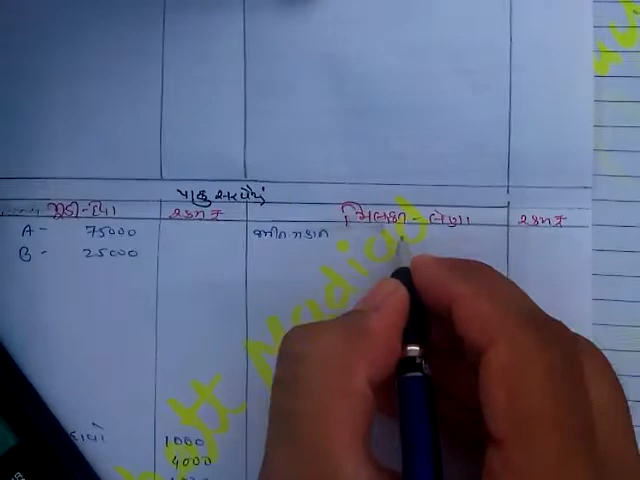 પાકું સરવૈયું
મૂડી-દેવા રકમ ₹ મિલકત - લેણાં રકમ ₹
A - 75000 જમીન મકાન
B - 25000
1000
4000